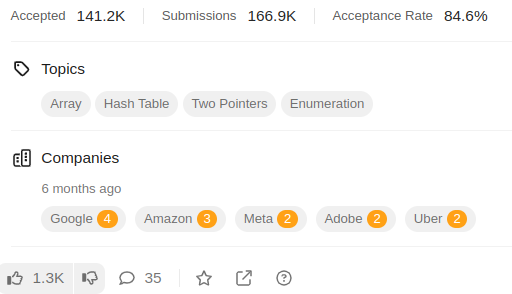 Accepted 141.2K Submissions 166.9K Acceptance Rate 84.6%
Topics
Array Hash Table Two Pointers Enumeration
Companies
6 months ago
Google 4 Amazon 3 Meta 2 Adobe 2 Uber 2
1.3K 35